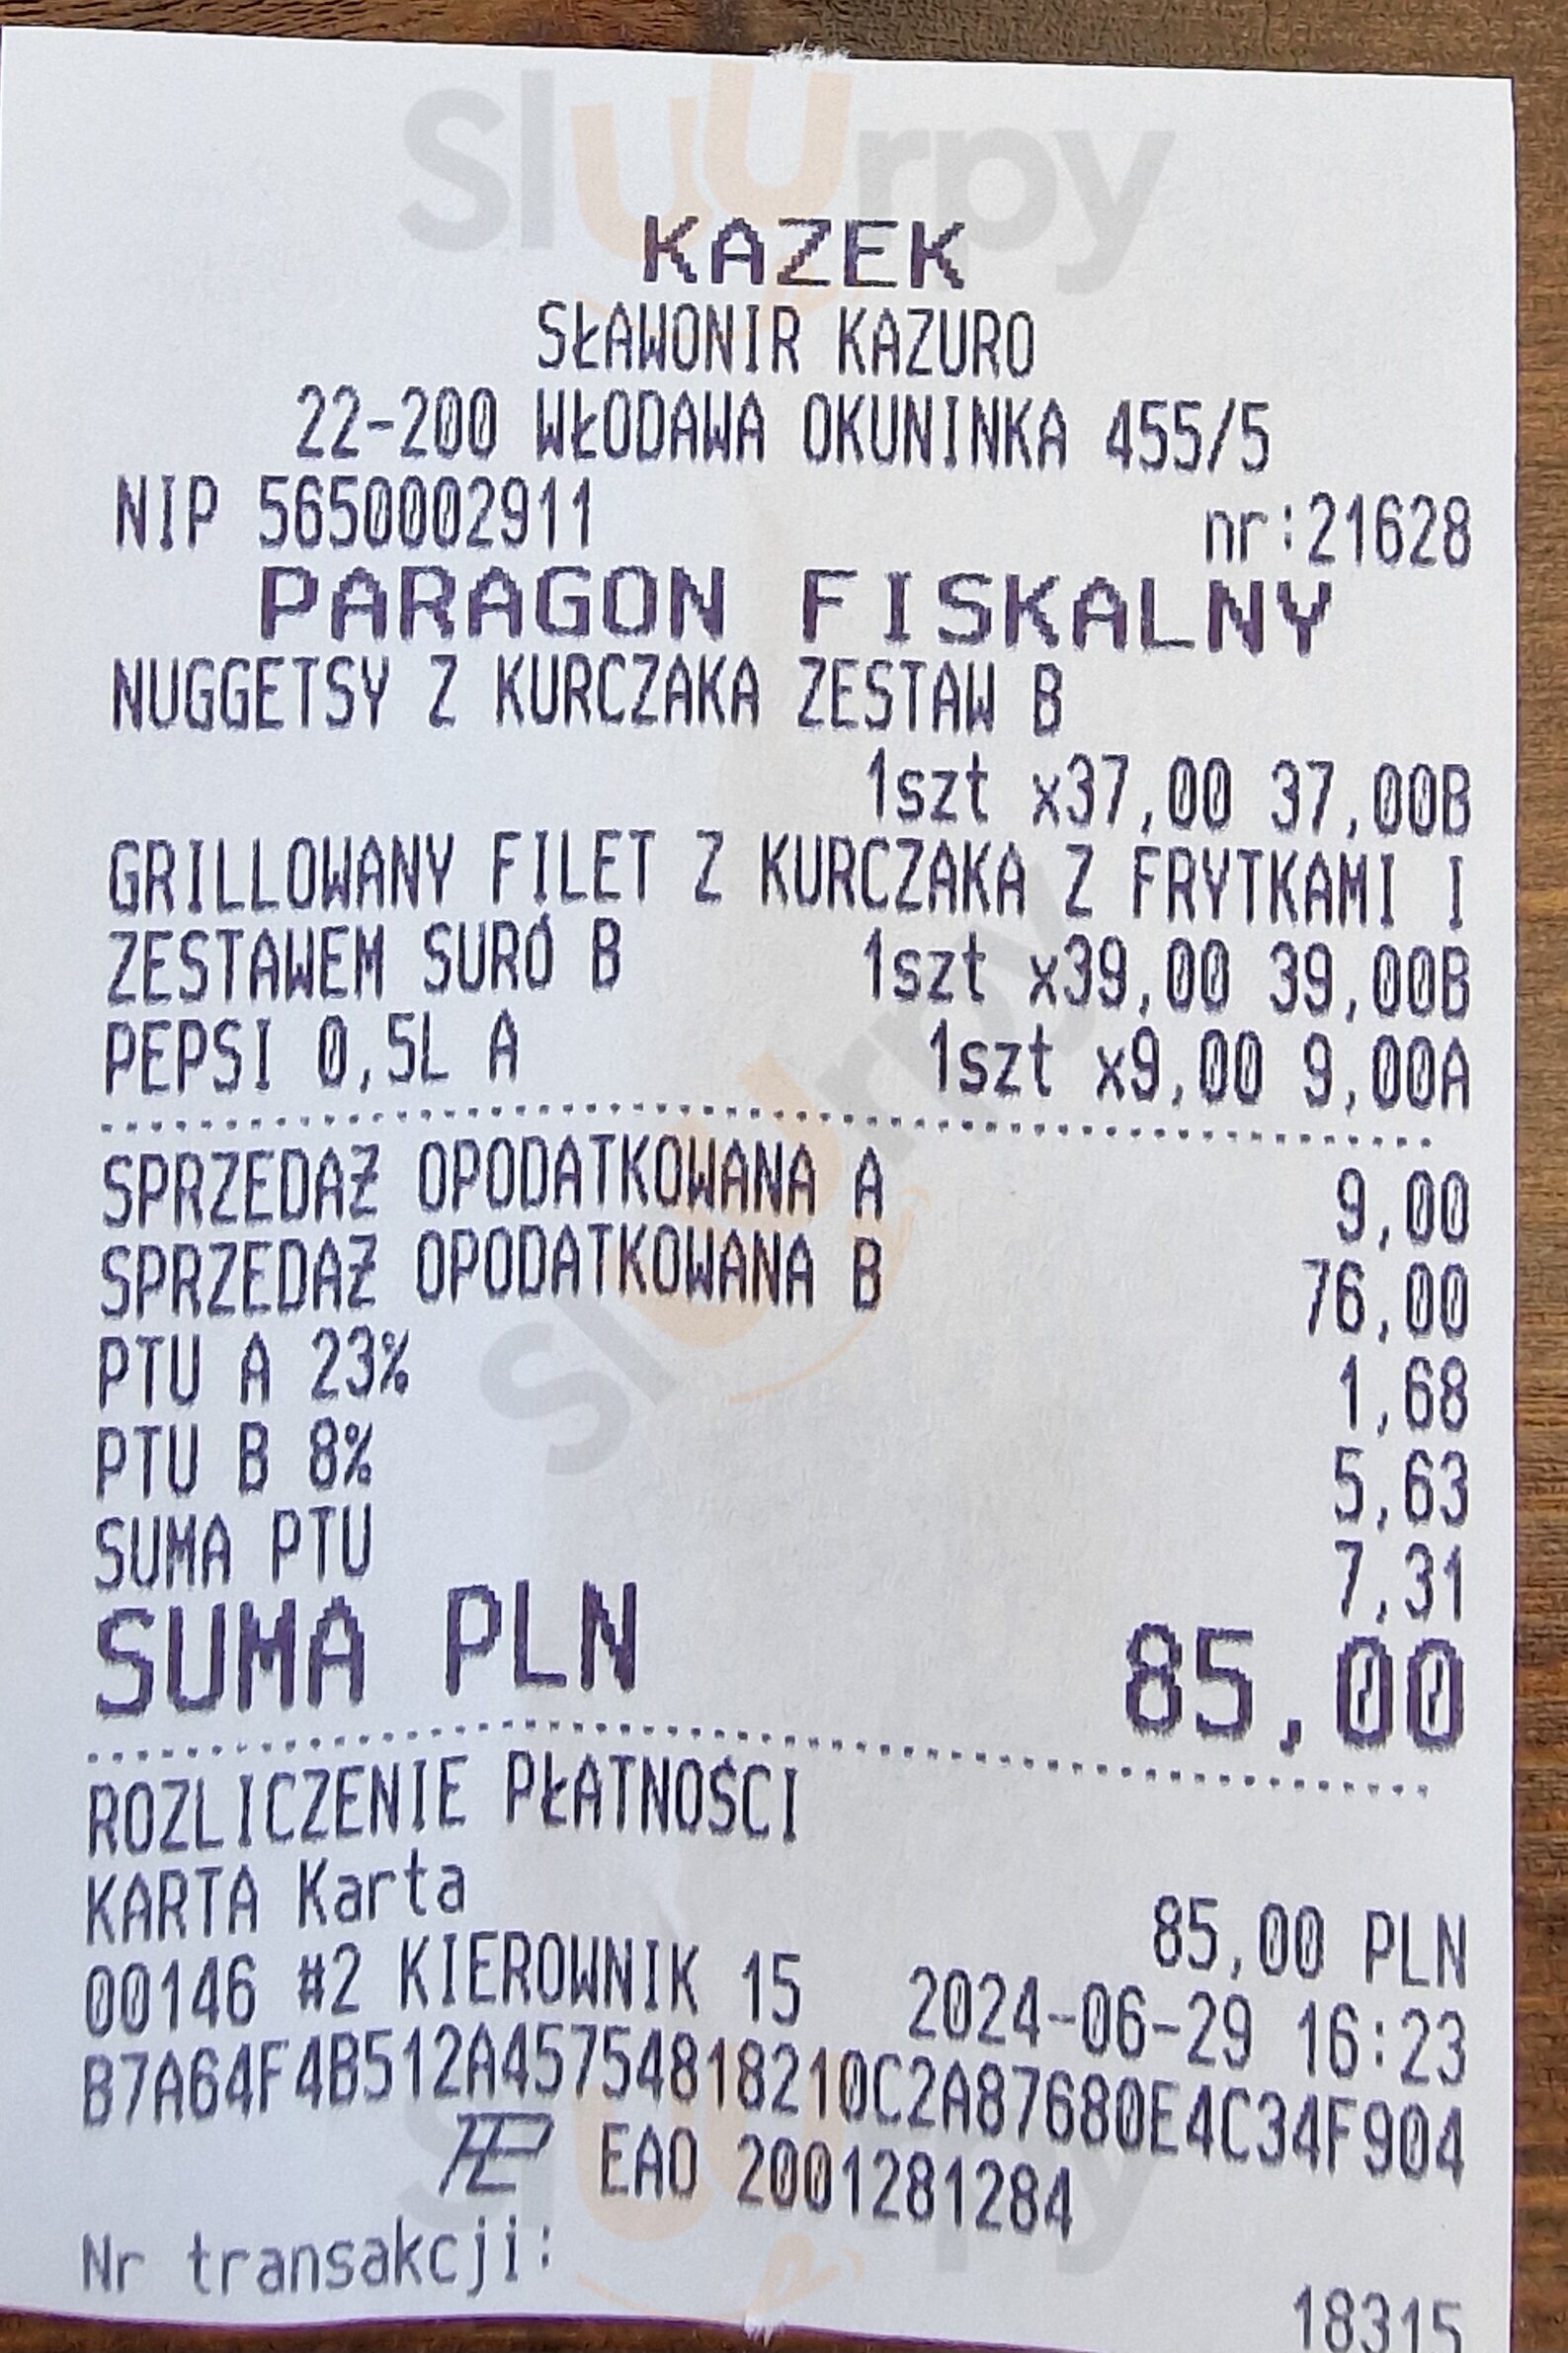 Sluurpy
KAZEK
SŁAWONIR KAZURO
22-200 WŁODAWA OKUNINKA 455/5
NIP 5650002911 nr:21628
PARAGON FISKALNY
NUGGETSY Z KURCZAKA ZESTAW B
1szt x37,00 37,00B
GRILLOWANY FILET Z KURCZAKA Z FRYTKAMI I
ZESTAWEM SURÓ B 1szt x39,00 39,00B
PEPSI 0,5L A 1szt x9,00 9,00A
Sluurpy
SPRZEDAŻ OPODATKOWANA A 9,00
SPRZEDAŻ OPODATKOWANA B 76,00
PTU A 23% 1,68
PTU B 8% 5,63
SUMA PTU 7,31
SUMA PLN 85,00
ROZLICZENIE PŁATNOŚCI
KARTA Karta 85,00 PLN
00146 #2 KIEROWNIK 15 2024-06-29 16:23
B7A64F4B512A45754818210C2A87680E4C34F904
EAO 2001281284
Sluurpy
Nr transakcji: 18315